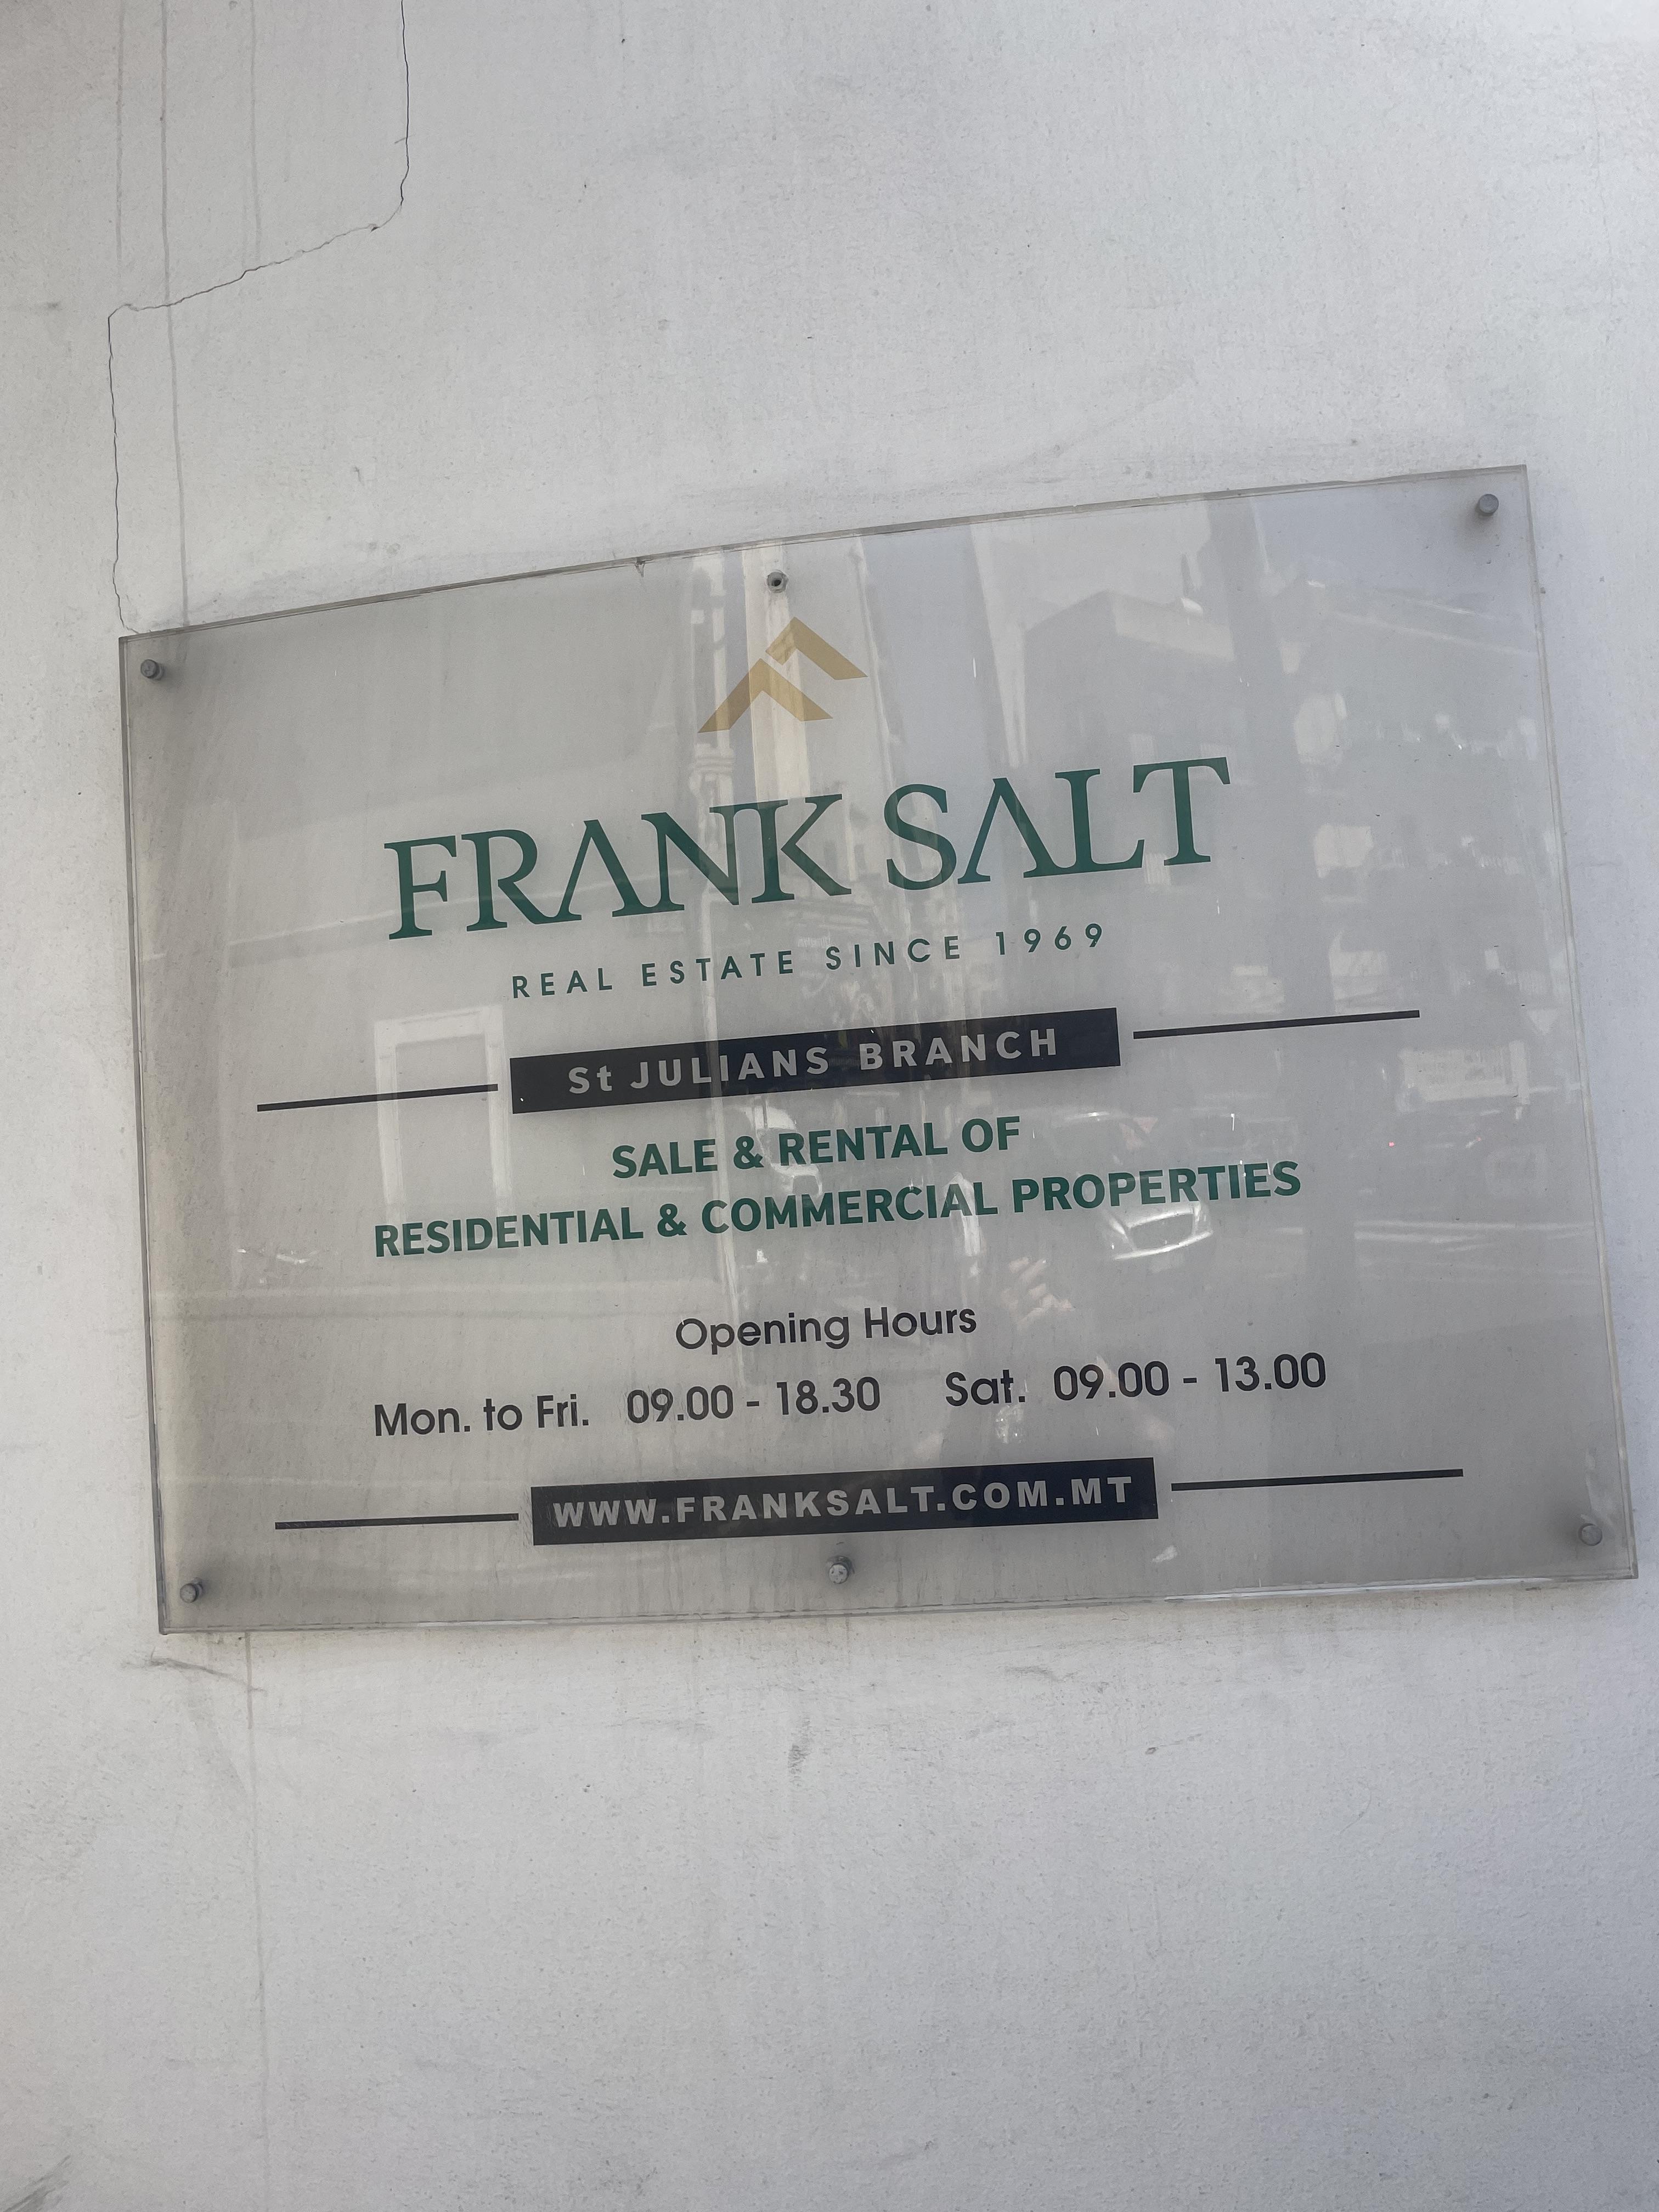 FRANK SALT
REAL ESTATE SINCE 1969
St JULIANS BRANCH
SALE & RENTAL OF
RESIDENTIAL & COMMERCIAL PROPERTIES
Opening Hours
Mon. to Fri. 09.00 - 18.30 Sat. 09.00 - 13.00
WWW.FRANKSALT.COM.MT